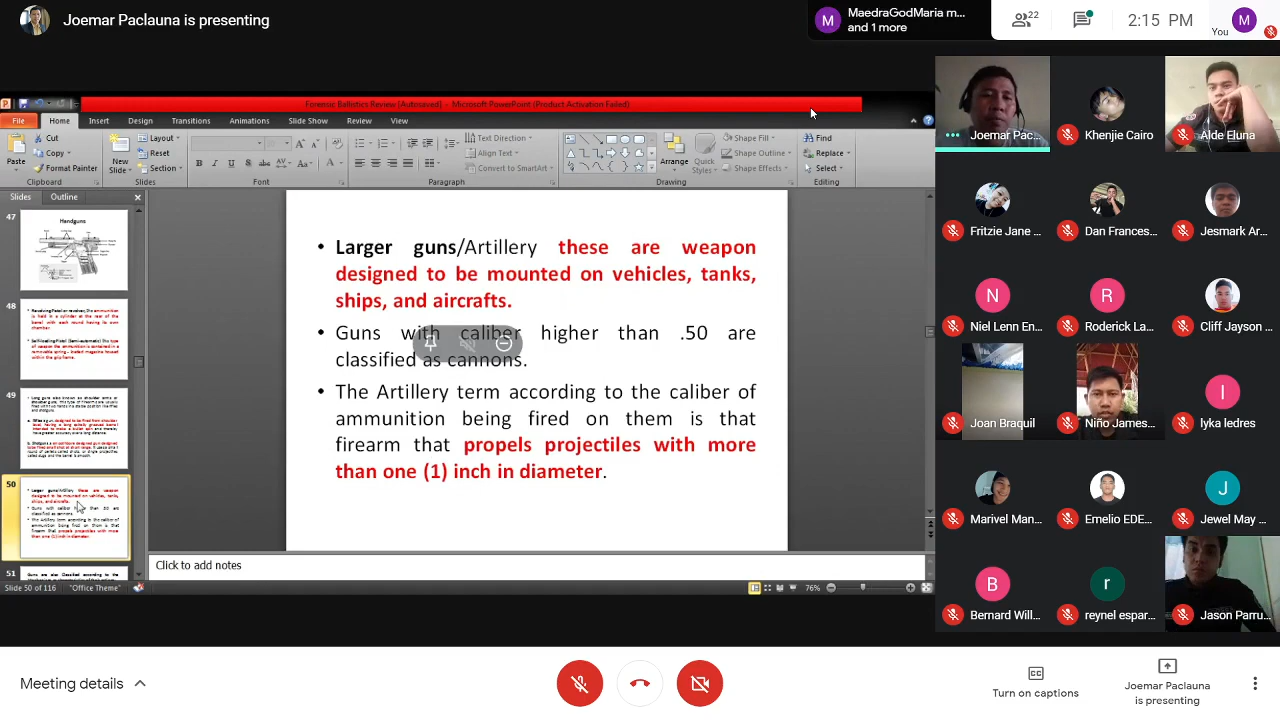 Joemar Paclauna is presenting
MaedraGodMaria m...
and 1 more
22
2:15 PM
You
M
M
Forensic Ballistics Review [Autosaved] - Microsoft PowerPoint (Product Activation Failed)
File Home Insert Design Transitions Animations Slide Show Review View
Paste
Cut
Copy
Format Painter
Clipboard
New
Slide
Layout
Reset
Section
Slides
Font
Text Direction
Align Text
Convert to SmartArt
Paragraph
Arrange
Quick
Styles
Shape Fill
Shape Outline
Shape Effects
Drawing
Find
Replace
Select
Editing
Slides Outline
47
Handguns
48
49
50
51
• Larger guns/Artillery these are weapon
designed to be mounted on vehicles, tanks,
ships, and aircrafts.
• Guns with caliber higher than .50 are
classified as cannons.
• The Artillery term according to the caliber of
ammunition being fired on them is that
firearm that propels projectiles with more
than one (1) inch in diameter.
Click to add notes
Slide 50 of 116 "Office Theme" 76%
Joemar Pac...
Khenjie Cairo
Alde Eluna
Fritzie Jane ...
Dan Frances...
Jesmark Ar...
N
Niel Lenn En...
R
Roderick La...
Cliff Jayson ...
Joan Braquil
Niño James...
I
Iyka ledres
Marivel Man...
Emelio EDE...
J
Jewel May ...
B
Bernard Will...
r
reynel espar...
Jason Parru...
Meeting details
CC
Turn on captions
Joemar Paclauna
is presenting